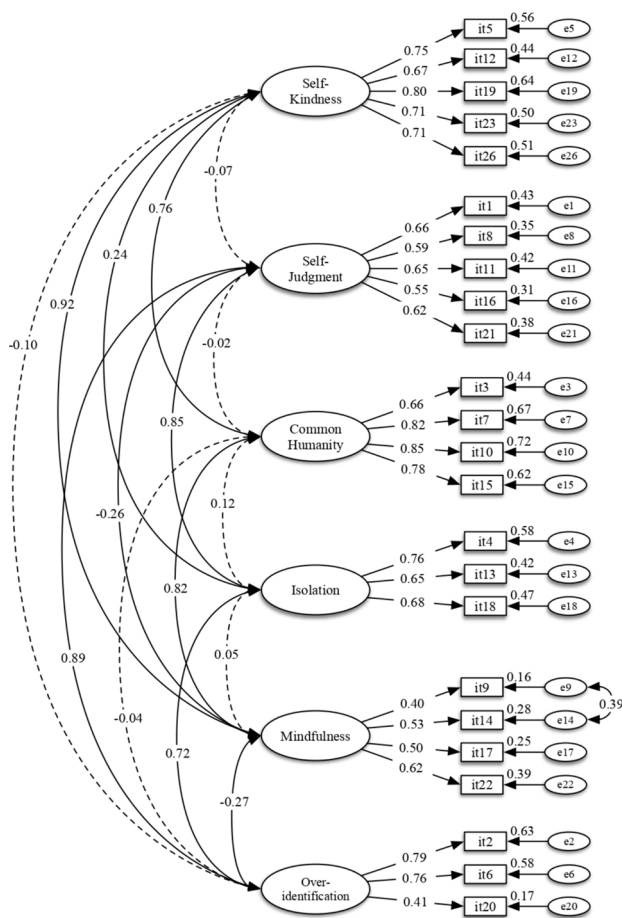 0.75 it5 0.56 e5
0.67 it12 0.44 e12
Self-
Kindness
0.80 it19 0.64 e19
0.71 it23 0.50 e23
0.71 it26 0.51 e26
-0.07
0.76
0.66 it1 0.43 e1
0.59 it8 0.35 e8
0.24
Self-
Judgment
0.65 it11 0.42 e11
0.55 it16 0.31 e16
0.92
0.62 it21 0.38 e21
-0.10
-0.02
0.66 it3 0.44 e3
0.82 it7 0.67 e7
0.85
Common
Humanity
0.85 it10 0.72 e10
0.78 it15 0.62 e15
0.12
-0.26
0.76 it4 0.58 e4
0.65 it13 0.42 e13
0.82
Isolation
0.68 it18 0.47 e18
0.05
0.89
0.40 it9 0.16 e9
0.39
-0.04
0.53 it14 0.28 e14
Mindfulness
0.50 it17 0.25 e17
0.72
0.62 it22 0.39 e22
-0.27
0.79 it2 0.63 e2
0.76 it6 0.58 e6
Over-
identification
0.41 it20 0.17 e20